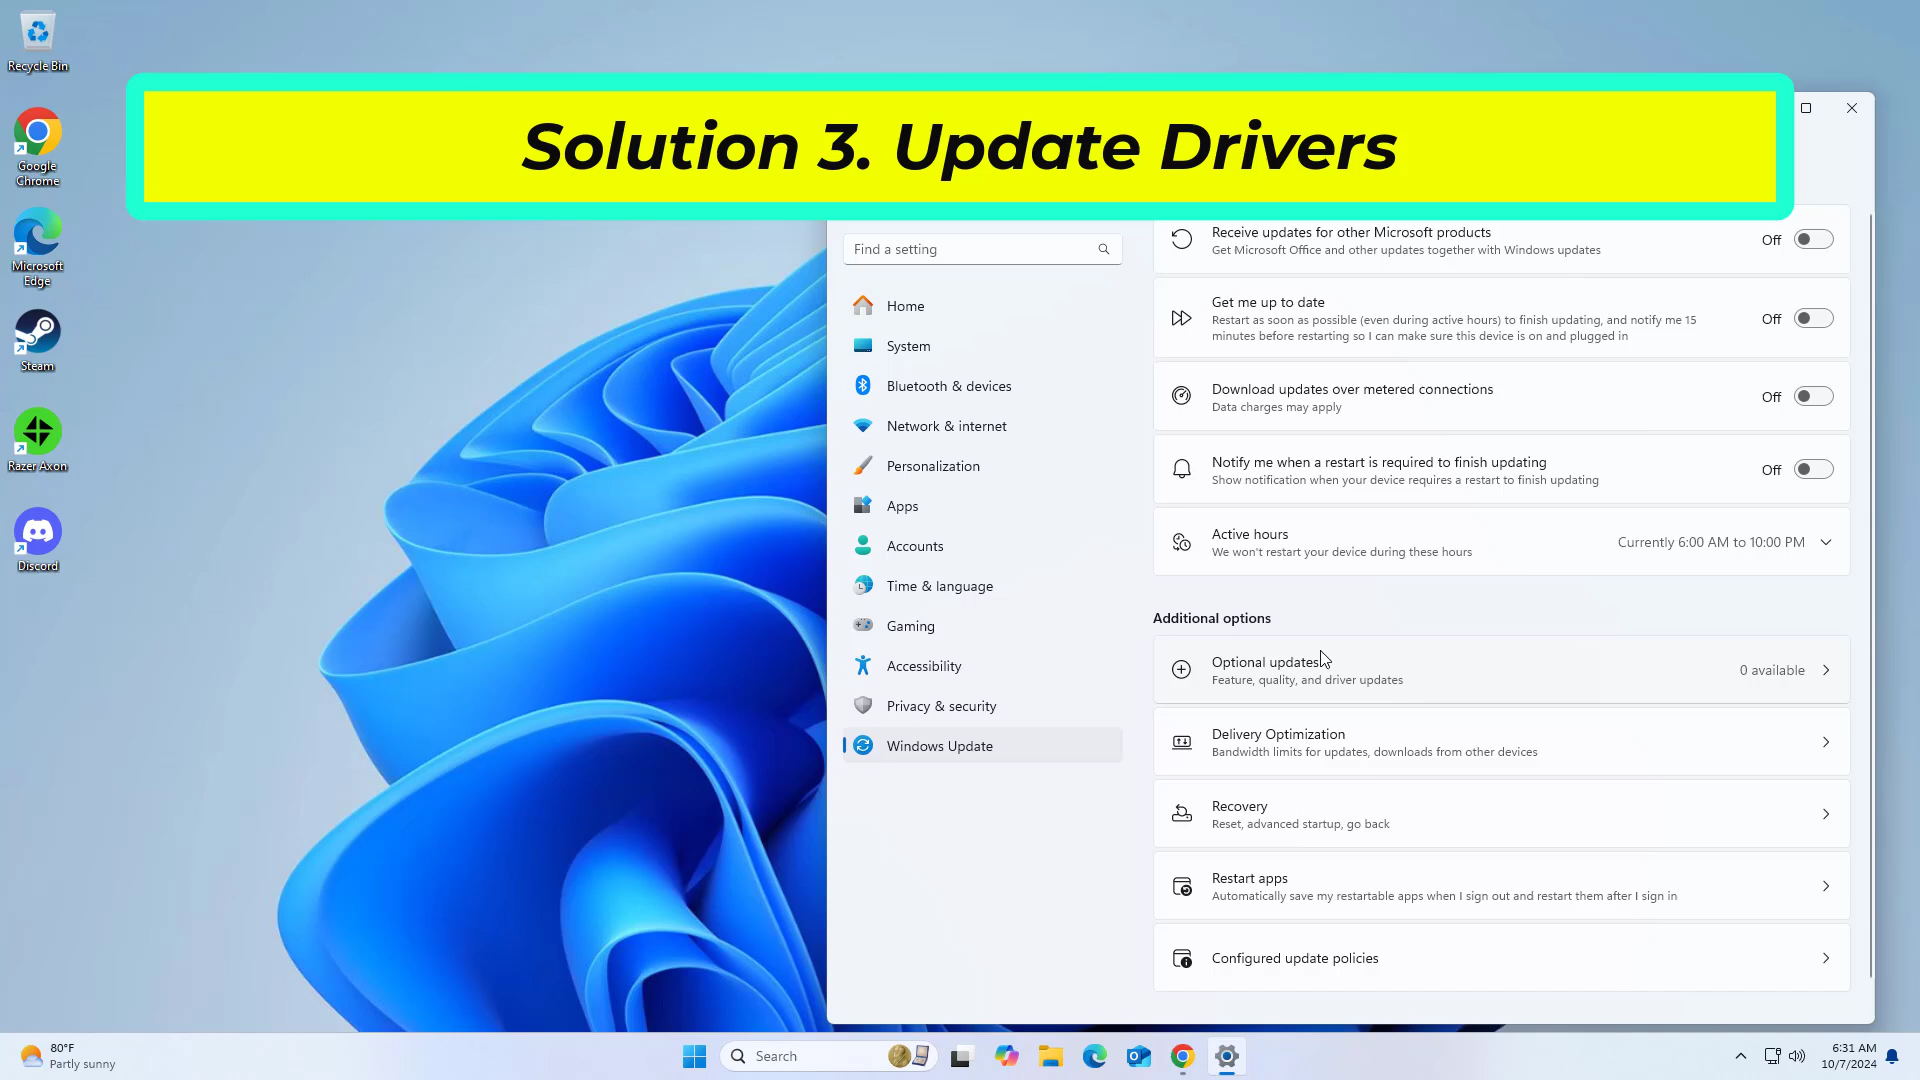 Recycle Bin
Google
Chrome
Microsoft
Edge
Steam
Razer Axon
Discord
Solution 3. Update Drivers
Find a setting
Home
System
Bluetooth & devices
Network & internet
Personalization
Apps
Accounts
Time & language
Gaming
Accessibility
Privacy & security
Windows Update
Receive updates for other Microsoft products
Get Microsoft Office and other updates together with Windows updates
Off
Get me up to date
Restart as soon as possible (even during active hours) to finish updating, and notify me 15
minutes before restarting so I can make sure this device is on and plugged in
Off
Download updates over metered connections
Data charges may apply
Off
Notify me when a restart is required to finish updating
Show notification when your device requires a restart to finish updating
Off
Active hours
We won't restart your device during these hours
Currently 6:00 AM to 10:00 PM
Additional options
Optional updates
Feature, quality, and driver updates
0 available
Delivery Optimization
Bandwidth limits for updates, downloads from other devices
Recovery
Reset, advanced startup, go back
Restart apps
Automatically save my restartable apps when I sign out and restart them after I sign in
Configured update policies
80°F
Partly sunny
Search
6:31 AM
10/7/2024